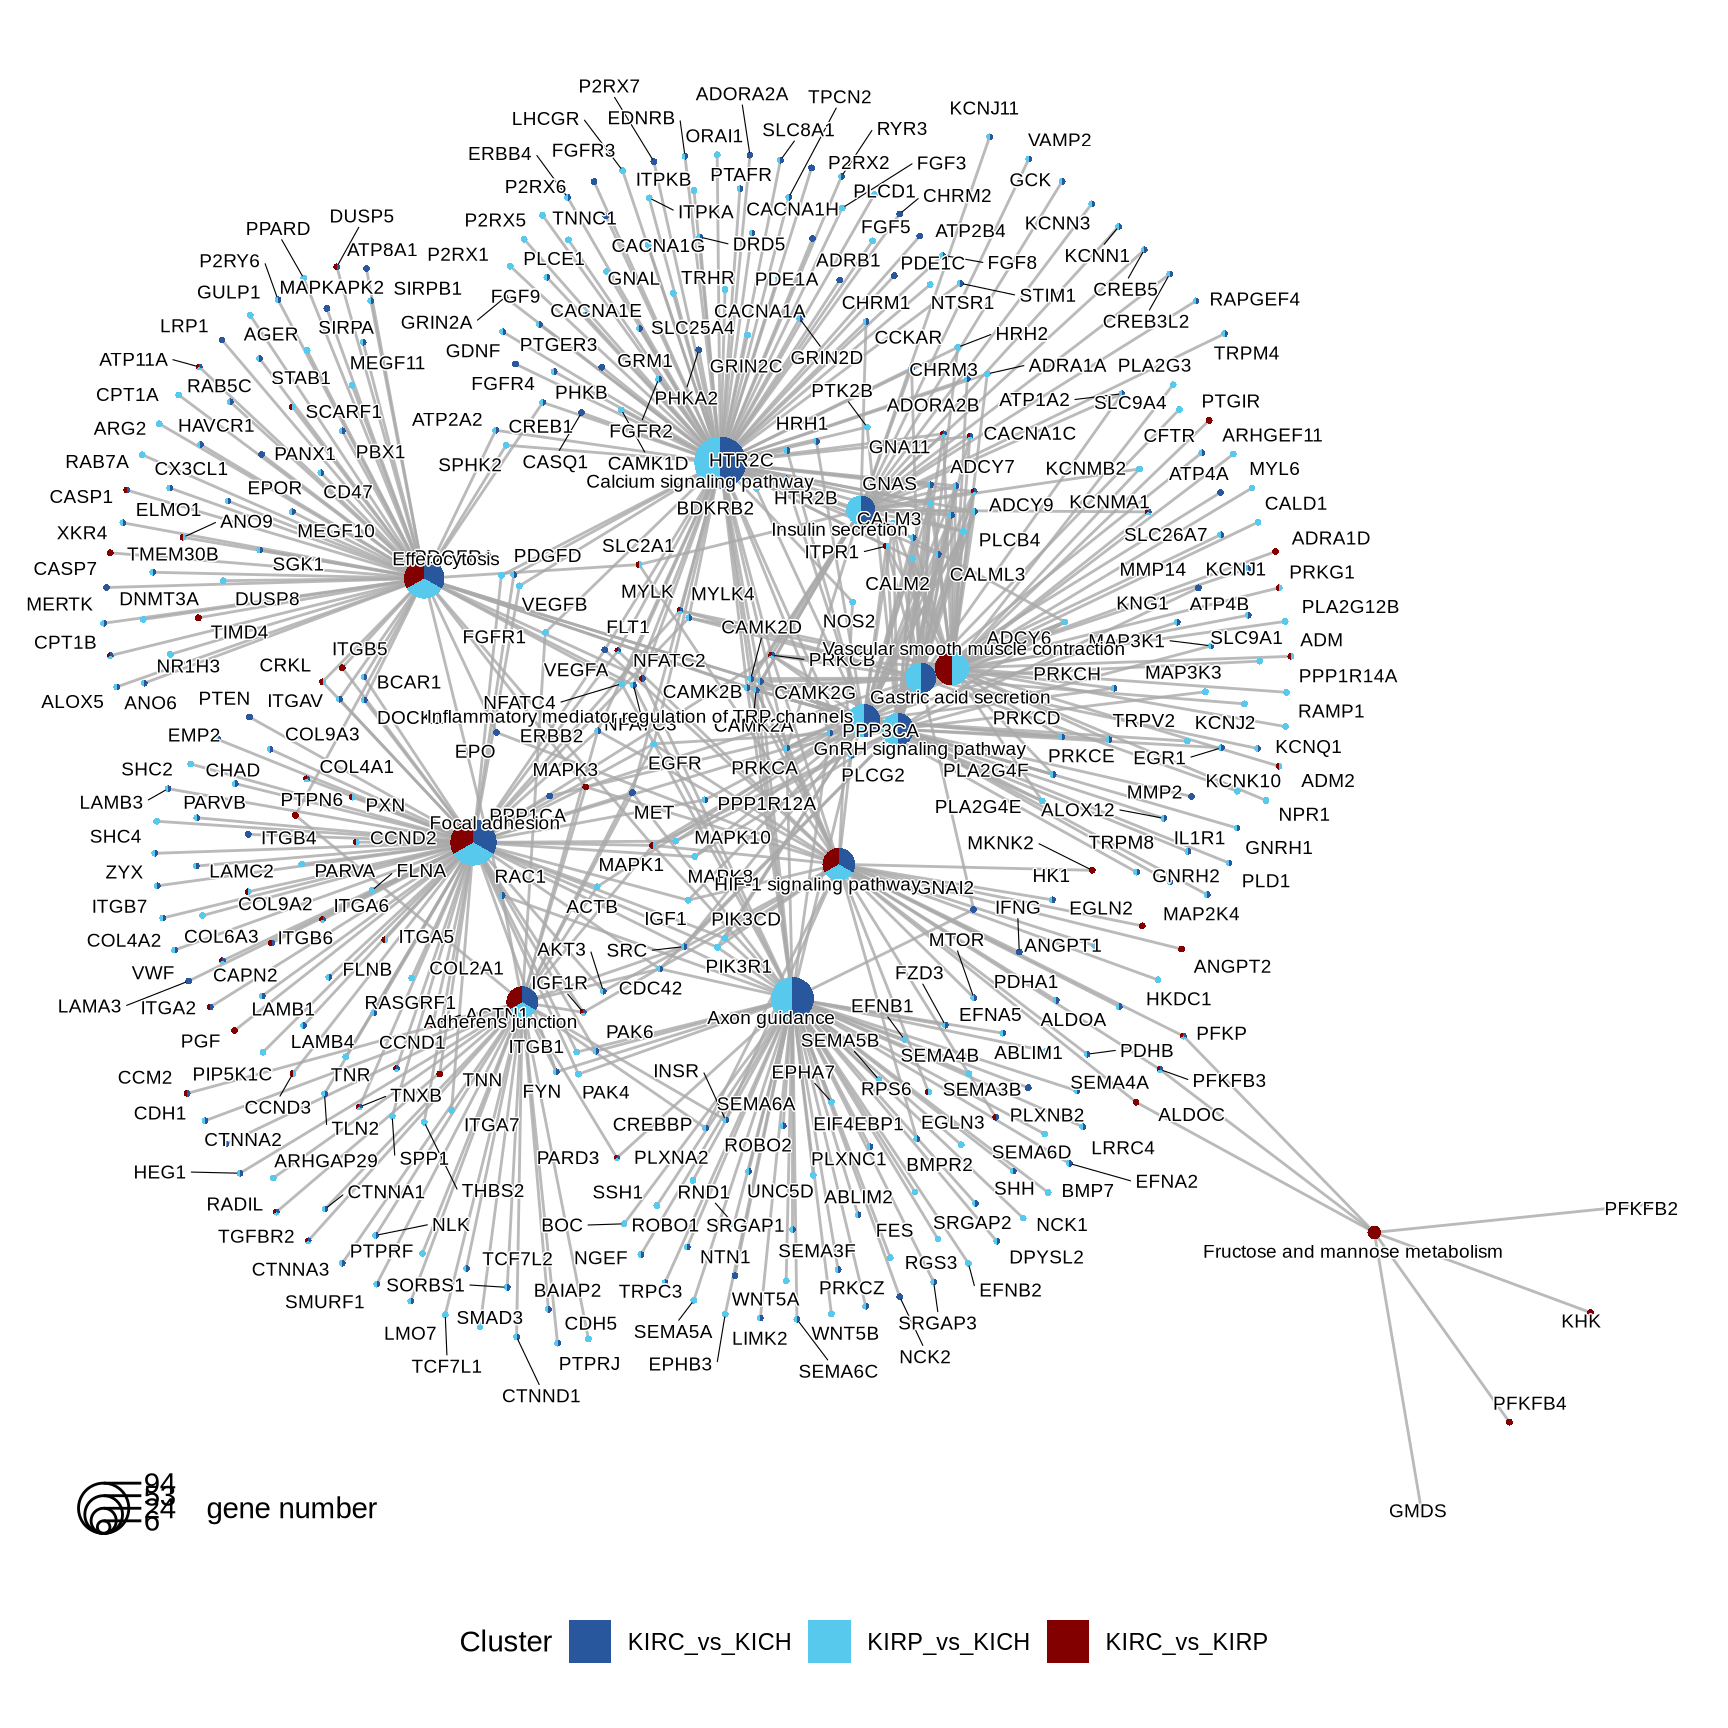 P2RX7
ADORA2A
TPCN2
KCNJ11
LHCGR
EDNRB
ORAI1
SLC8A1
RYR3
VAMP2
ERBB4
FGFR3
ITPKB
PTAFR
P2RX2
FGF3
GCK
P2RX6
PLCD1
CHRM2
P2RX5
TNNC1
ITPKA
CACNA1H
FGF5
ATP2B4
KCNN3
PPARD
DUSP5
ATP8A1
P2RX1
PLCE1
CACNA1G
DRD5
ADRB1
PDE1C
FGF8
KCNN1
P2RY6
MAPKAPK2
SIRPB1
GNAL
TRHR
PDE1A
CREB5
GULP1
FGF9
CACNA1E
CACNA1A
CHRM1
NTSR1
STIM1
RAPGEF4
LRP1
AGER
SIRPA
GRIN2A
SLC25A4
CCKAR
HRH2
CREB3L2
ATP11A
MEGF11
GDNF
PTGER3
GRM1
GRIN2C
GRIN2D
TRPM4
CPT1A
RAB5C
STAB1
FGFR4
PHKB
PHKA2
PTK2B
CHRM3
ADRA1A
PLA2G3
ARG2
HAVCR1
SCARF1
ATP2A2
CREB1
FGFR2
HRH1
ADORA2B
ATP1A2
SLC9A4
PTGIR
RAB7A
CX3CL1
PANX1
PBX1
SPHK2
CASQ1
CAMK1D
HTR2C
GNA11
CACNA1C
CFTR
ARHGEF11
CASP1
EPOR
CD47
Calcium signaling pathway
ADCY7
KCNMB2
ATP4A
MYL6
ELMO1
ANO9
MEGF10
BDKRB2
HTR2B
GNAS
ADCY9
KCNMA1
CALD1
XKR4
TMEM30B
Efferocytosis
PDGFD
SLC2A1
Insulin secretion
CALM3
ITPR1
PLCB4
SLC26A7
ADRA1D
CASP7
SGK1
MYLK
MYLK4
CALM2
CALML3
MMP14
KCNJ1
PRKG1
MERTK
DNMT3A
DUSP8
VEGFB
NOS2
KNG1
ATP4B
PLA2G12B
CPT1B
TIMD4
FGFR1
FLT1
CAMK2D
ADCY6
MAP3K1
SLC9A1
ADM
NR1H3
CRKL
ITGB5
VEGFA
NFATC2
PRKCB
Vascular smooth muscle contraction
ALOX5
ANO6
PTEN
ITGAV
BCAR1
NFATC4
CAMK2B
CAMK2G
Gastric acid secretion
PRKCH
MAP3K3
PPP1R14A
EMP2
COL9A3
Inflammatory mediator regulation of TRP channels
CAMK2A
PPP3CA
PRKCD
TRPV2
KCNJ2
RAMP1
SHC2
CHAD
COL4A1
EPO
ERBB2
EGFR
PRKCA
GnRH signaling pathway
PRKCE
EGR1
KCNQ1
LAMB3
PARVB
PTPN6
PXN
MAPK3
PLCG2
PLA2G4F
KCNK10
ADM2
SHC4
ITGB4
CCND2
PPP1CA
Focal adhesion
MET
PPP1R12A
PLA2G4E
ALOX12
MMP2
NPR1
ZYX
LAMC2
PARVA
FLNA
RAC1
MAPK1
MAPK10
MKNK2
TRPM8
IL1R1
GNRH1
ITGB7
COL9A2
ITGA6
ACTB
MAPK8
HIF-1 signaling pathway
GNAI2
HK1
GNRH2
PLD1
COL4A2
COL6A3
ITGB6
ITGA5
IGF1
PIK3CD
IFNG
EGLN2
MAP2K4
VWF
CAPN2
FLNB
COL2A1
AKT3
SRC
PIK3R1
MTOR
ANGPT1
ANGPT2
LAMA3
ITGA2
LAMB1
RASGRF1
ACTN1
IGF1R
CDC42
FZD3
PDHA1
HKDC1
PGF
LAMB4
CCND1
Adherens junction
ITGB1
PAK6
Axon guidance
EFNB1
EFNA5
ALDOA
PFKP
CCM2
PIP5K1C
TNR
TNN
FYN
PAK4
INSR
SEMA5B
SEMA4B
ABLIM1
PDHB
PFKFB3
CDH1
CCND3
TNXB
EPHA7
RPS6
SEMA3B
SEMA4A
ALDOC
CTNNA2
TLN2
ITGA7
CREBBP
SEMA6A
EIF4EBP1
EGLN3
PLXNB2
HEG1
ARHGAP29
SPP1
PARD3
PLXNA2
ROBO2
PLXNC1
BMPR2
SEMA6D
LRRC4
RADIL
CTNNA1
THBS2
SSH1
RND1
UNC5D
ABLIM2
SHH
BMP7
EFNA2
TGFBR2
NLK
BOC
ROBO1
SRGAP1
FES
SRGAP2
NCK1
PFKFB2
CTNNA3
PTPRF
TCF7L2
NGEF
NTN1
SEMA3F
RGS3
DPYSL2
Fructose and mannose metabolism
SMURF1
SORBS1
BAIAP2
TRPC3
WNT5A
PRKCZ
EFNB2
LMO7
SMAD3
CDH5
SEMA5A
LIMK2
WNT5B
SRGAP3
KHK
TCF7L1
PTPRJ
EPHB3
SEMA6C
NCK2
CTNND1
PFKFB4
GMDS
94
53
24
6
gene number
Cluster
KIRC_vs_KICH
KIRP_vs_KICH
KIRC_vs_KIRP